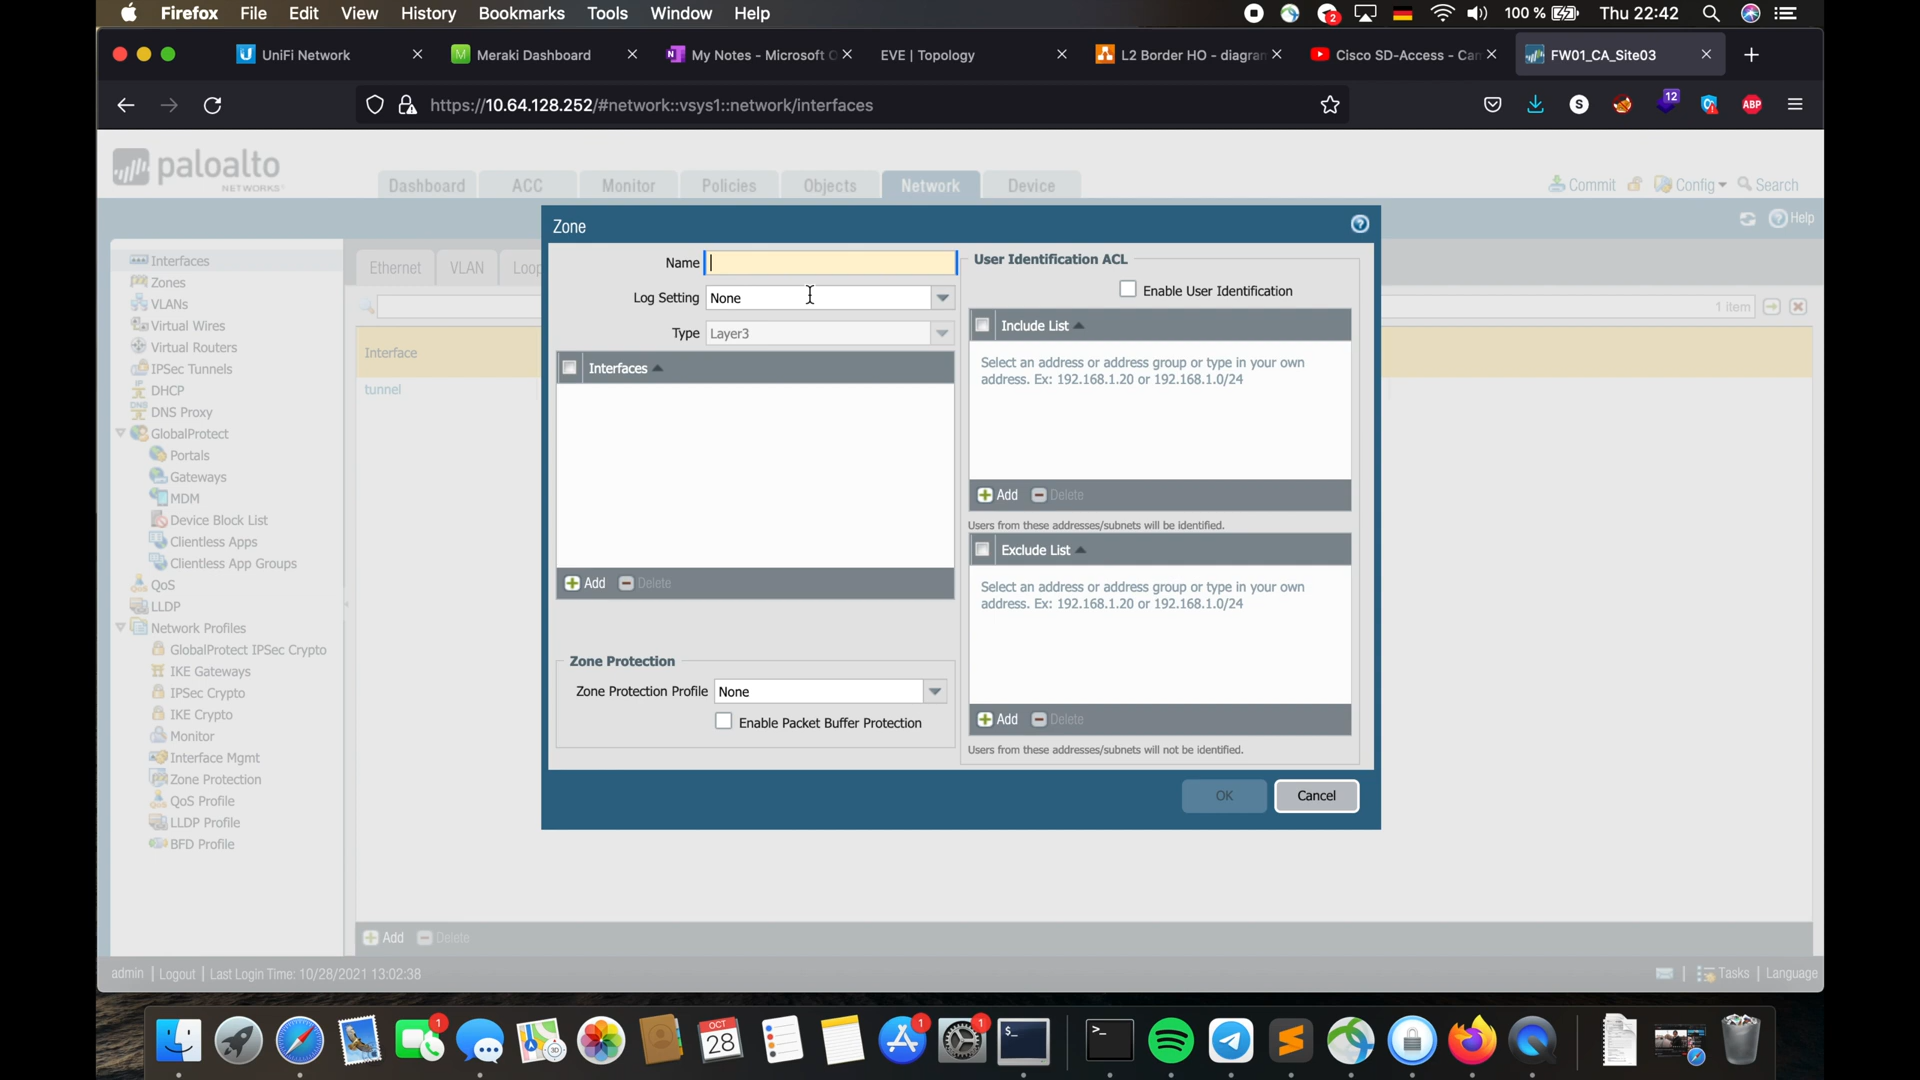 Firefox File Edit View History Bookmarks Tools Window Help 2 100 % Thu 22:42
UniFi Network Meraki Dashboard My Notes - Microsoft O EVE | Topology L2 Border HO - diagram Cisco SD-Access - Cam FW01_CA_Site03
https://10.64.128.252/#network::vsys1::network/interfaces S 12 ABP
paloalto
NETWORKS
Dashboard ACC Monitor Policies Objects Network Device Commit Config Search
Help
Interfaces
Zones
VLANs
Virtual Wires
Virtual Routers
IPSec Tunnels
DHCP
DNS Proxy
GlobalProtect
Portals
Gateways
MDM
Device Block List
Clientless Apps
Clientless App Groups
QoS
LLDP
Network Profiles
GlobalProtect IPSec Crypto
IKE Gateways
IPSec Crypto
IKE Crypto
Monitor
Interface Mgmt
Zone Protection
QoS Profile
LLDP Profile
BFD Profile
Ethernet VLAN Loop
1 item
Interface
tunnel
Zone
Name
Log Setting None
Type Layer3
Interfaces
Add Delete
Zone Protection
Zone Protection Profile None
Enable Packet Buffer Protection
User Identification ACL
Enable User Identification
Include List
Select an address or address group or type in your own
address. Ex: 192.168.1.20 or 192.168.1.0/24
Add Delete
Users from these addresses/subnets will be identified.
Exclude List
Select an address or address group or type in your own
address. Ex: 192.168.1.20 or 192.168.1.0/24
Add Delete
Users from these addresses/subnets will not be identified.
OK Cancel
Add Delete
admin | Logout | Last Login Time: 10/28/2021 13:02:38 | Tasks | Language
1 OCT 28 1 1